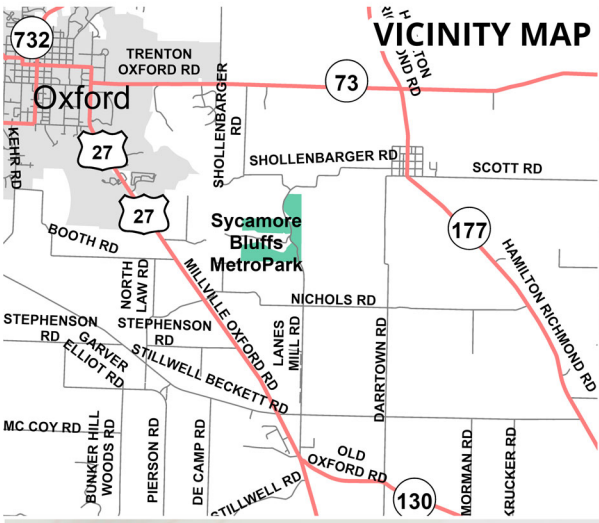 VICINITY MAP
732
TRENTON
OXFORD RD
73
Oxford
SHOLLENBARGER
RD
KEHR RD
27
SHOLLENBARGER RD
SCOTT RD
27
Sycamore
Bluffs
MetroPark
177
BOOTH RD
HAMILTON RICHMOND RD
NORTH
LAW RD
MILLVILLE OXFORD RD
NICHOLS RD
STEPHENSON
RD
STEPHENSON
RD
LANES
MILL RD
DARRTOWN RD
GARVER
ELLIOT RD
STILLWELL BECKETT RD
MC COY RD
BUNKER HILL
WOODS RD
PIERSON RD
DE CAMP RD
OLD
OXFORD RD
MORMAN RD
KRUCKER RD
STILLWELL RD
130